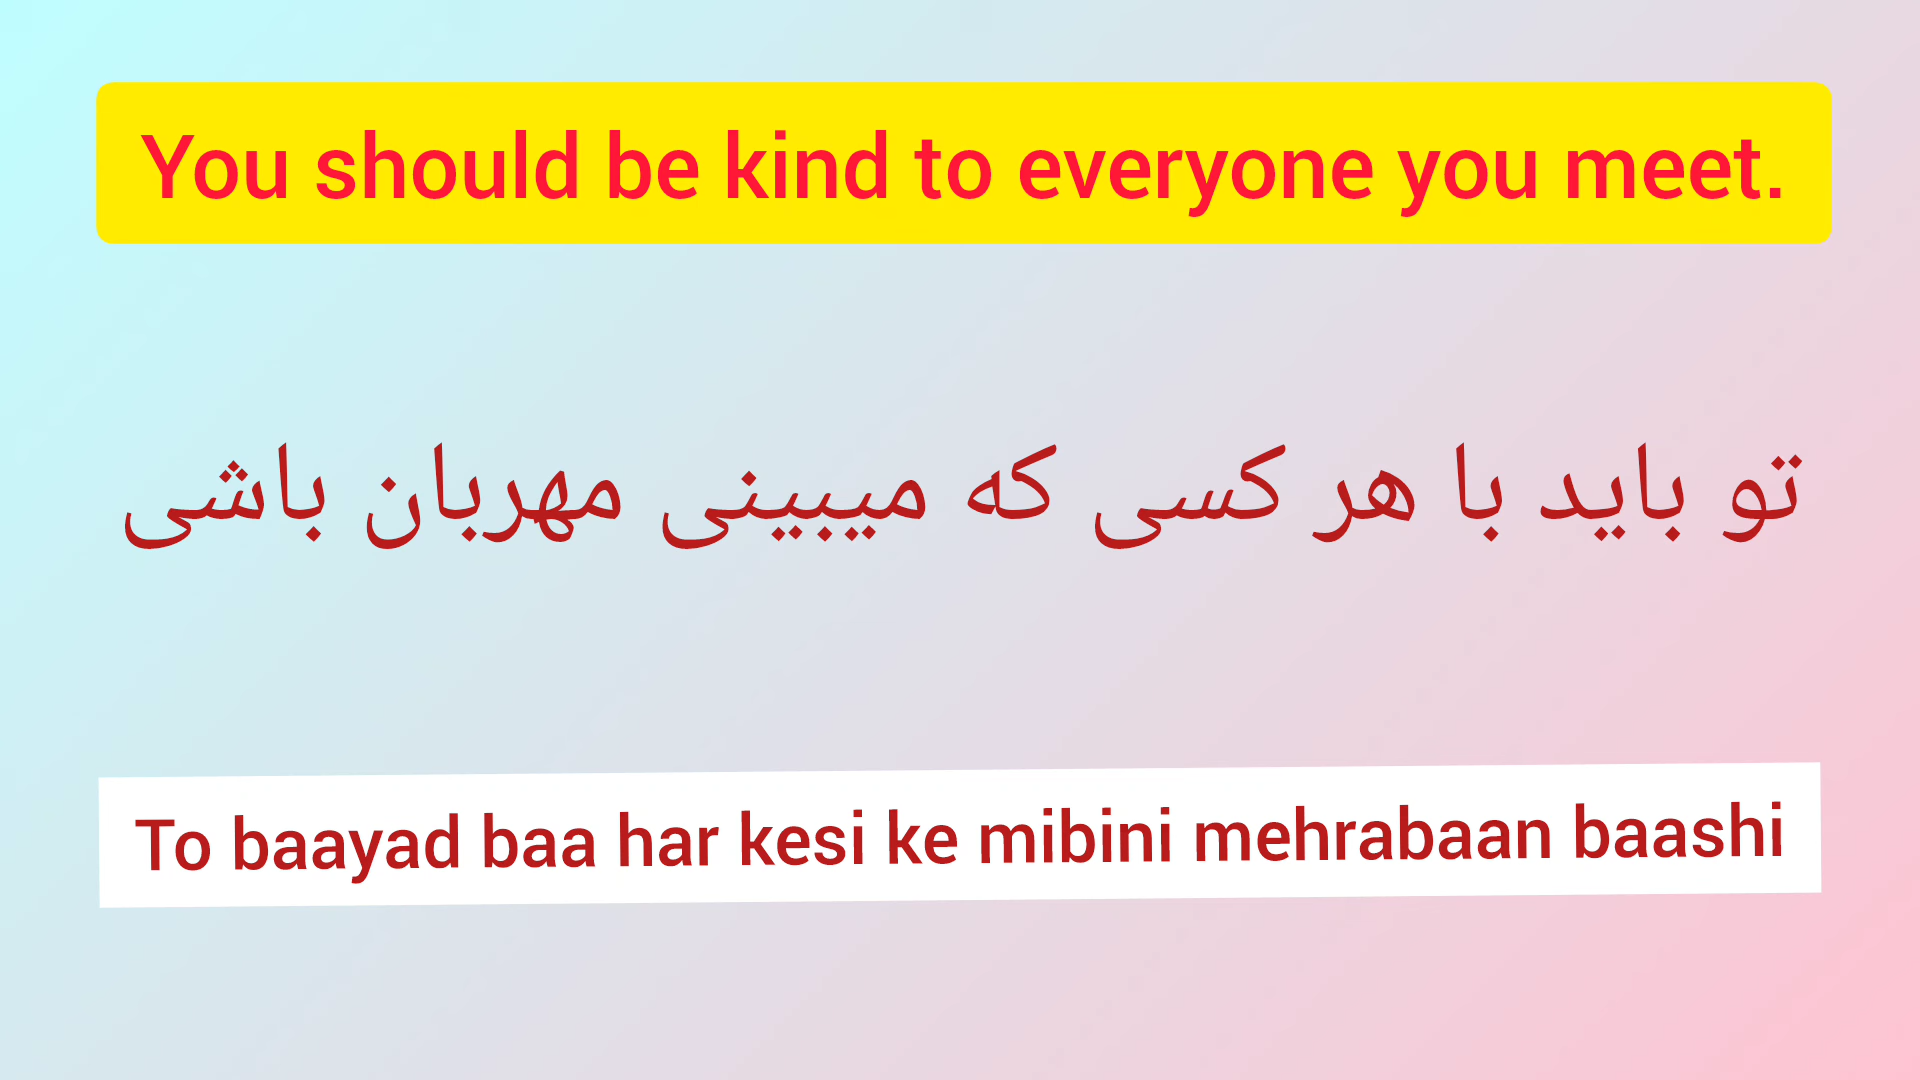 You should be kind to everyone you meet.
تو باید با هر کسی که میبینی مهربان باشی
To baayad baa har kesi ke mibini mehrabaan baashi